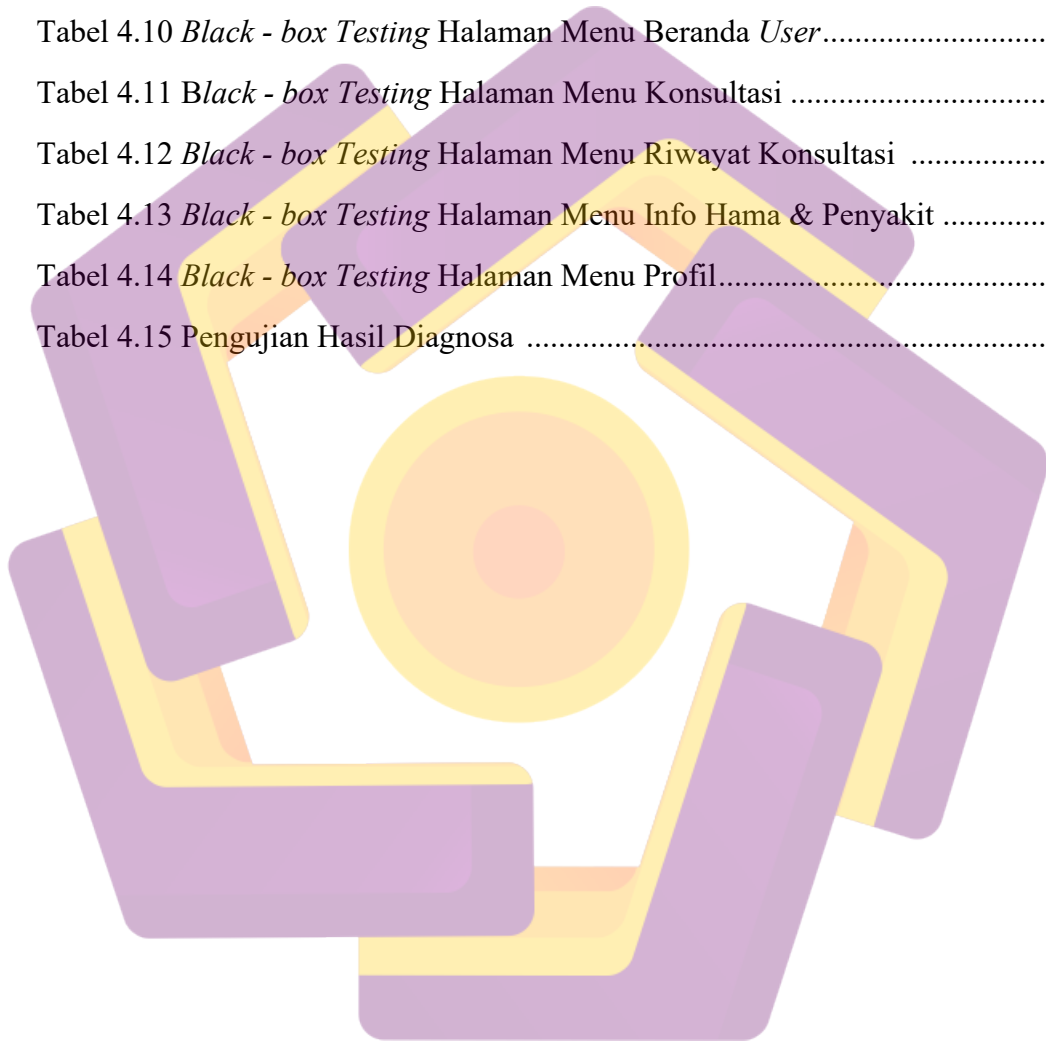 Tabel 4.10 Black - box Testing Halaman Menu Beranda User............................
Tabel 4.11 Black - box Testing Halaman Menu Konsultasi ................................
Tabel 4.12 Black - box Testing Halaman Menu Riwayat Konsultasi .................
Tabel 4.13 Black - box Testing Halaman Menu Info Hama & Penyakit .............
Tabel 4.14 Black - box Testing Halaman Menu Profil.........................................
Tabel 4.15 Pengujian Hasil Diagnosa .................................................................